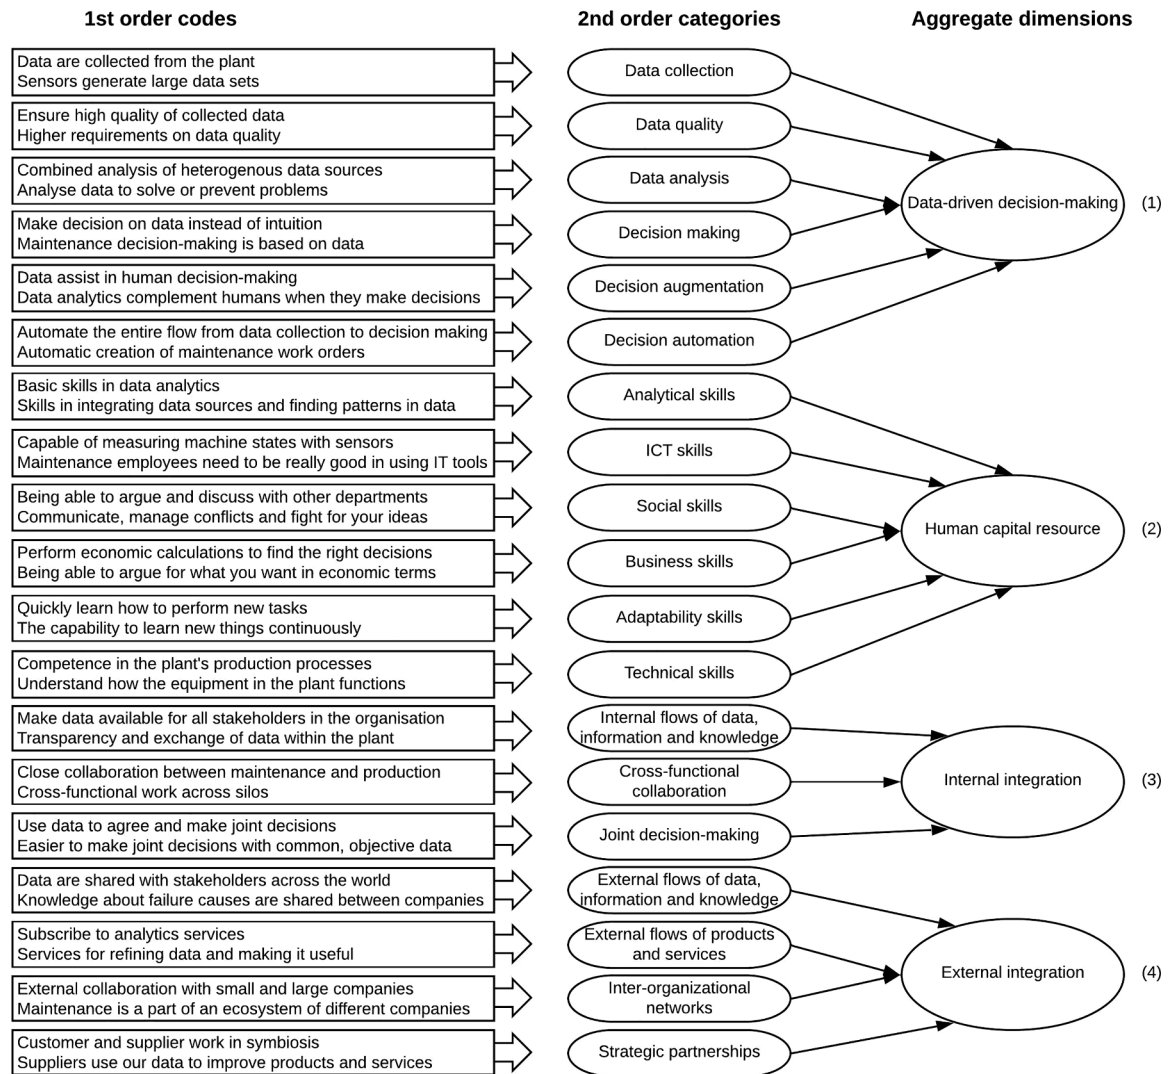 1st order codes
2nd order categories
Aggregate dimensions
Data are collected from the plant
Sensors generate large data sets
Data collection
Ensure high quality of collected data
Higher requirements on data quality
Data quality
Combined analysis of heterogenous data sources
Analyse data to solve or prevent problems
Data analysis
Make decision on data instead of intuition
Maintenance decision-making is based on data
Decision making
Data assist in human decision-making
Data analytics complement humans when they make decisions
Decision augmentation
Automate the entire flow from data collection to decision making
Automatic creation of maintenance work orders
Decision automation
Data-driven decision-making
(1)
Basic skills in data analytics
Skills in integrating data sources and finding patterns in data
Analytical skills
Capable of measuring machine states with sensors
Maintenance employees need to be really good in using IT tools
ICT skills
Being able to argue and discuss with other departments
Communicate, manage conflicts and fight for your ideas
Social skills
Perform economic calculations to find the right decisions
Being able to argue for what you want in economic terms
Business skills
Quickly learn how to perform new tasks
The capability to learn new things continuously
Adaptability skills
Competence in the plant's production processes
Understand how the equipment in the plant functions
Technical skills
Human capital resource
(2)
Make data available for all stakeholders in the organisation
Transparency and exchange of data within the plant
Internal flows of data,
information and knowledge
Close collaboration between maintenance and production
Cross-functional work across silos
Cross-functional
collaboration
Use data to agree and make joint decisions
Easier to make joint decisions with common, objective data
Joint decision-making
Internal integration
(3)
Data are shared with stakeholders across the world
Knowledge about failure causes are shared between companies
External flows of data,
information and knowledge
Subscribe to analytics services
Services for refining data and making it useful
External flows of products
and services
External collaboration with small and large companies
Maintenance is a part of an ecosystem of different companies
Inter-organizational
networks
Customer and supplier work in symbiosis
Suppliers use our data to improve products and services
Strategic partnerships
External integration
(4)